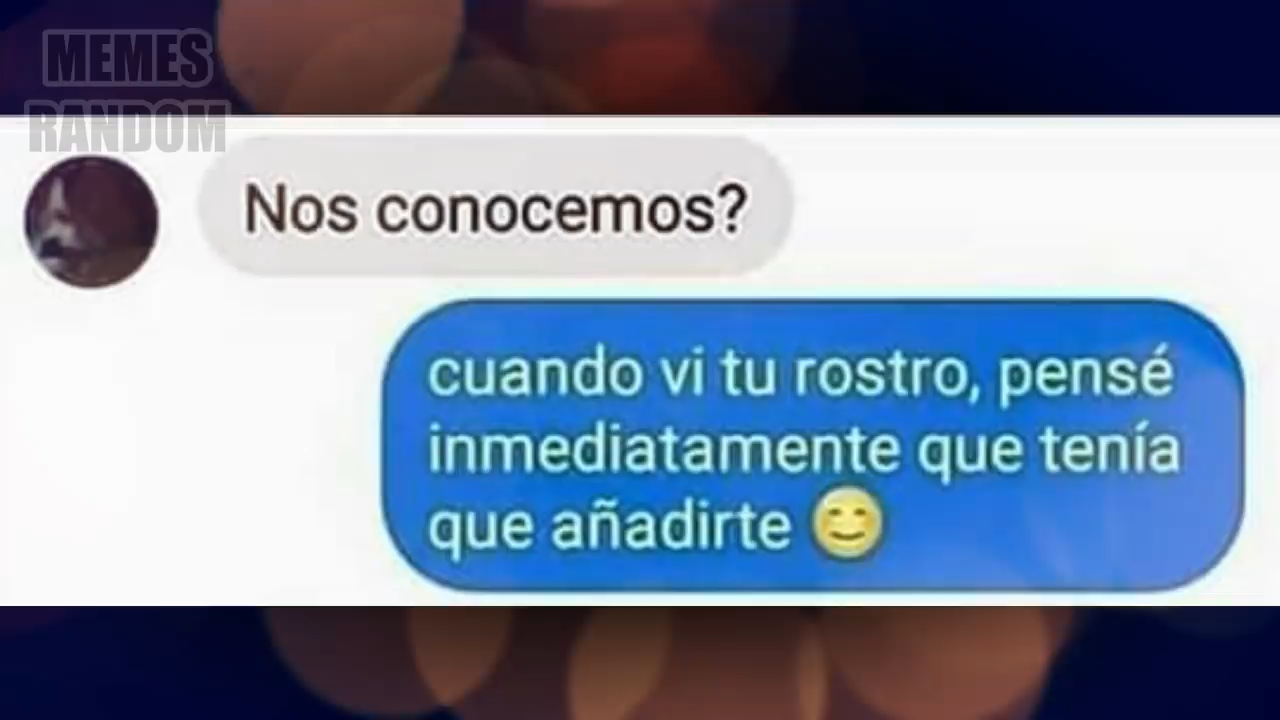 MEMES
RANDOM
Nos conocemos?
cuando vi tu rostro, pensé
inmediatamente que tenía
que añadirte 😊